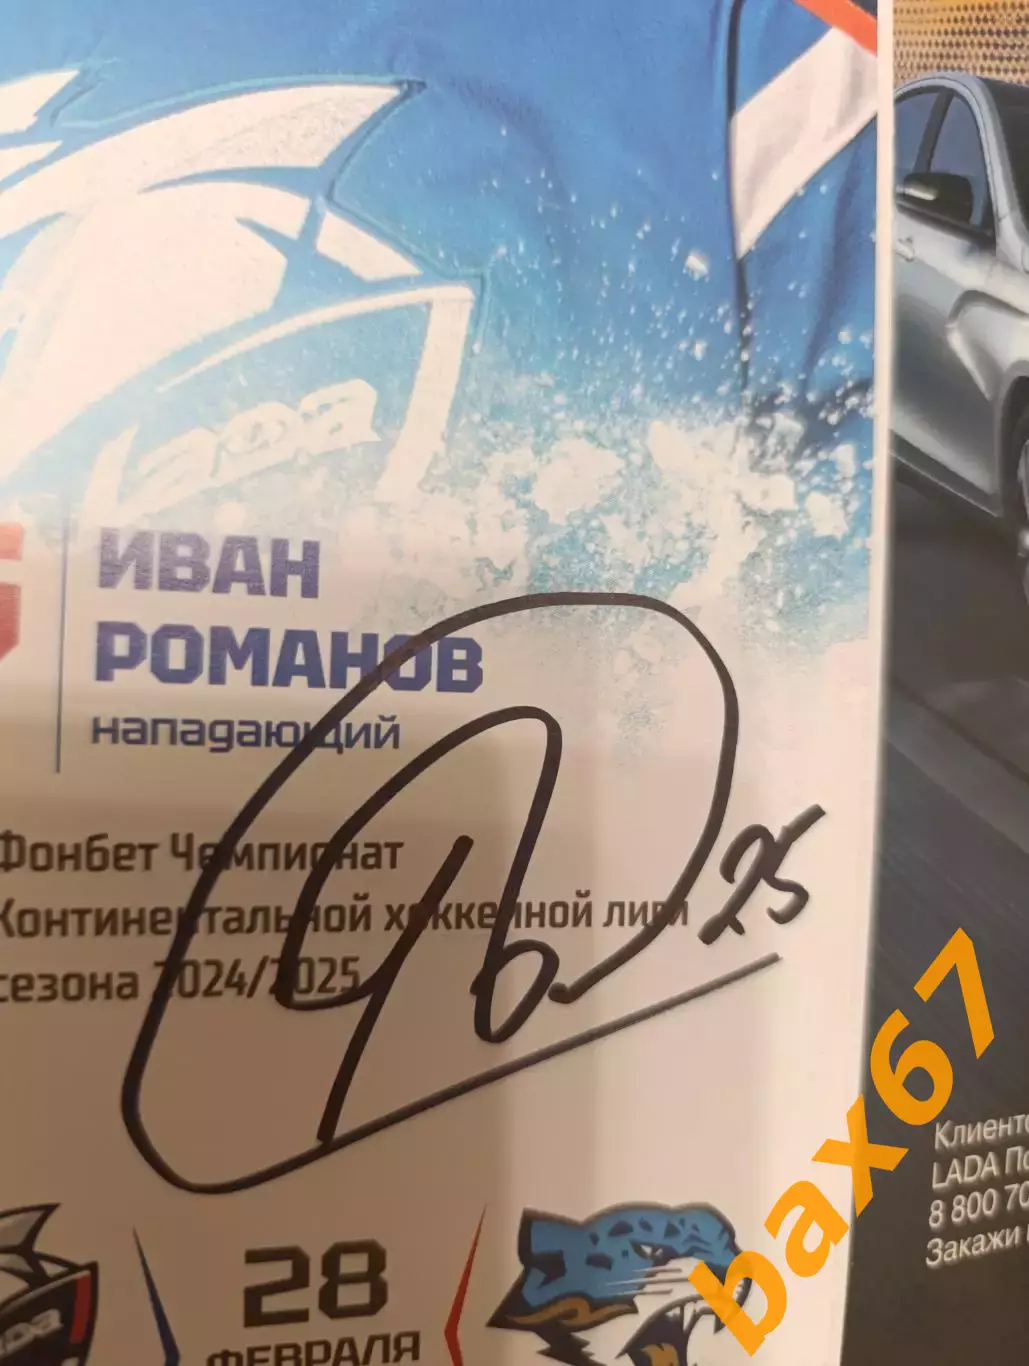 Лада
ИВАН
РОМАНОВ
нападающий
25
Фонбет Чемпионат
Континентальной хоккейной лиги
сезона 2024/2025
28
ФЕВРАЛЯ
bax67
LADA
8 800 70
Закажи